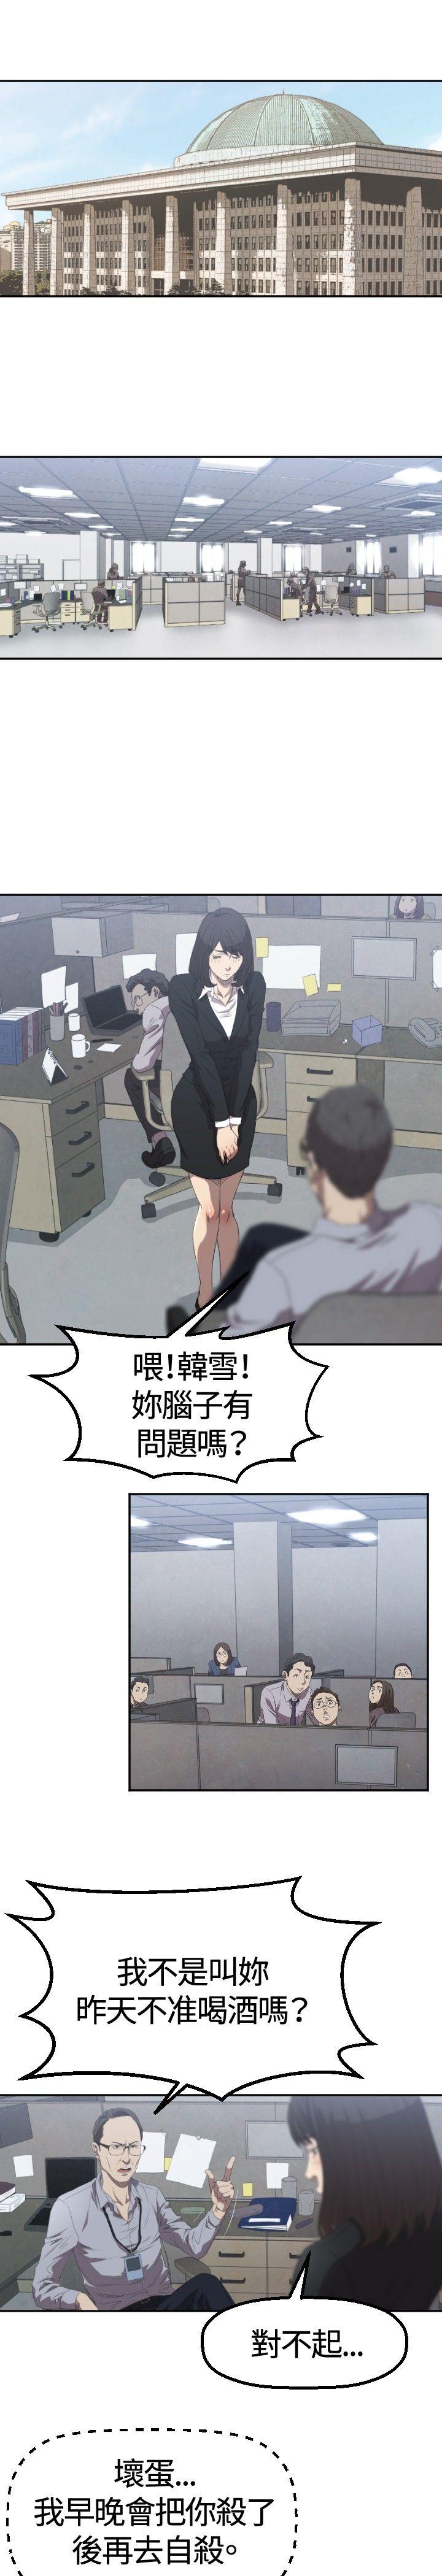 喂！韓雪！
妳腦子有
問題嗎？
我不是叫妳
昨天不准喝酒嗎？
對不起...
壞蛋...
我早晚會把你殺了
後再去自殺。